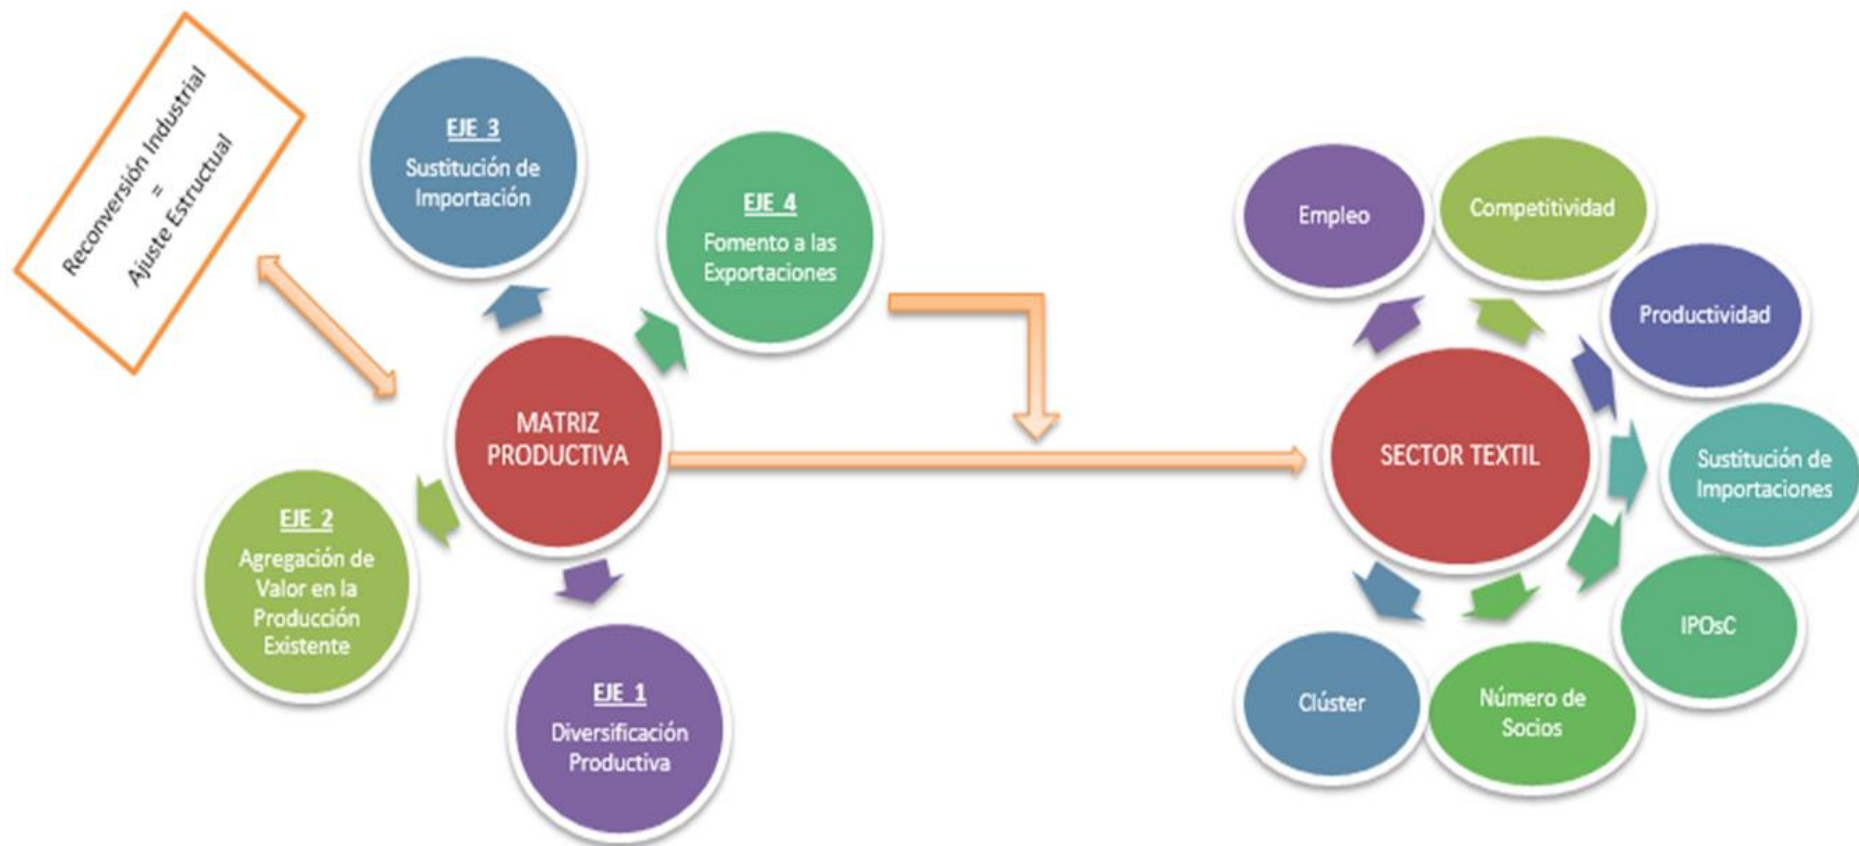 Reconversión Industrial
=
Ajuste Estructual
EJE 3
Sustitución de
Importación
EJE 4
Fomento a las
Exportaciones
MATRIZ
PRODUCTIVA
EJE 2
Agregación de
Valor en la
Producción
Existente
EJE 1
Diversificación
Productiva
Empleo
Competitividad
Productividad
SECTOR TEXTIL
Sustitución de
Importaciones
IPOsC
Número de
Socios
Clúster